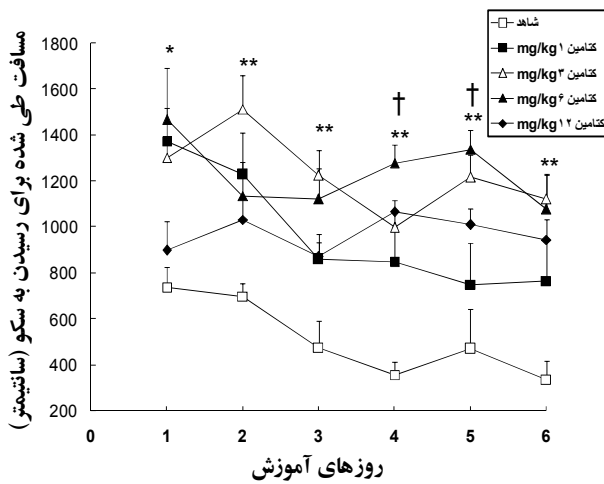 شاهد
کتامین ۱ mg/kg
کتامین ۳ mg/kg
کتامین ۶ mg/kg
کتامین ۱۲ mg/kg
مسافت طی شده برای رسیدن به سکو (سانتیمتر)
1800
1600
1400
1200
1000
800
600
400
200
*
**
**
†
**
†
**
**
0 1 2 3 4 5 6
روزهای آموزش